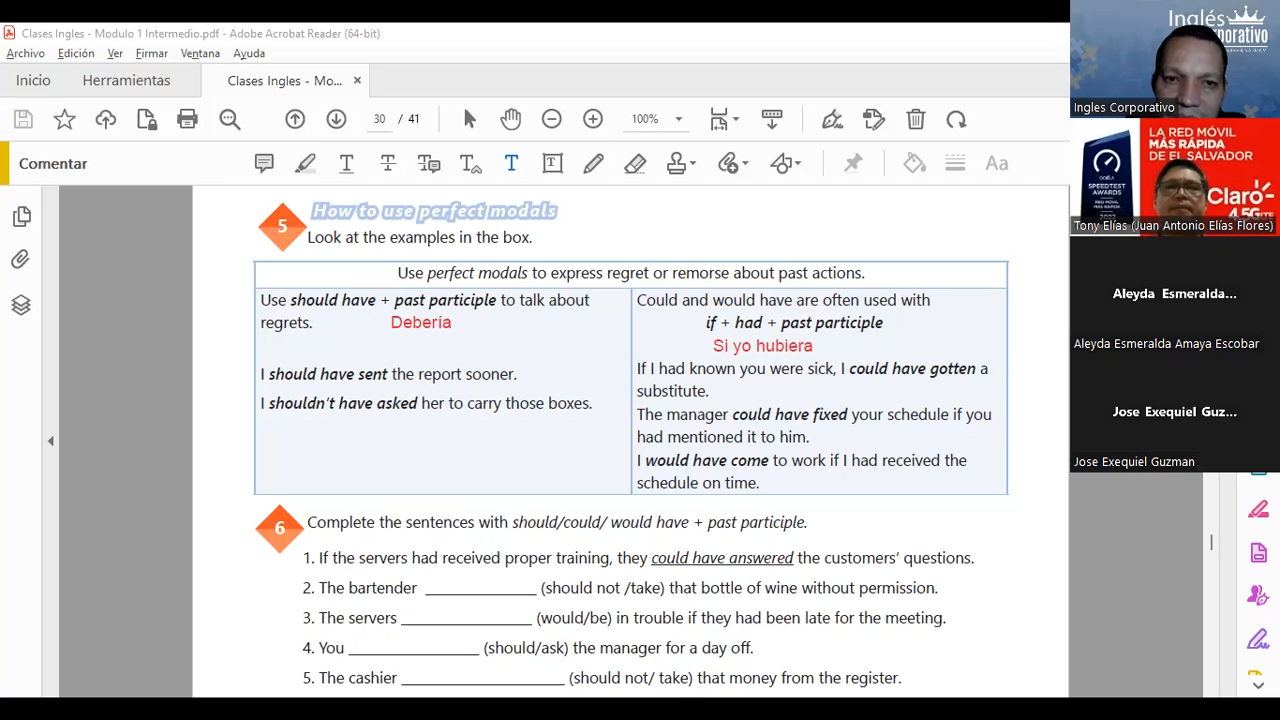 Clases Ingles - Modulo 1 Intermedio.pdf - Adobe Acrobat Reader (64-bit)
Archivo Edición Ver Firmar Ventana Ayuda
Inicio Herramientas Clases Ingles - Mo... ×
30 / 41 100%
Comentar
Aa
5 How to use perfect modals
Look at the examples in the box.
Use perfect modals to express regret or remorse about past actions.
Use should have + past participle to talk about
regrets. Debería
I should have sent the report sooner.
I shouldn't have asked her to carry those boxes.
Could and would have are often used with
if + had + past participle
Si yo hubiera
If I had known you were sick, I could have gotten a
substitute.
The manager could have fixed your schedule if you
had mentioned it to him.
I would have come to work if I had received the
schedule on time.
6 Complete the sentences with should/could/ would have + past participle.
1. If the servers had received proper training, they could have answered the customers' questions.
2. The bartender ____________ (should not /take) that bottle of wine without permission.
3. The servers ______________ (would/be) in trouble if they had been late for the meeting.
4. You ______________ (should/ask) the manager for a day off.
5. The cashier __________________ (should not/ take) that money from the register.
Inglés
Ingles Corporativo
SPEEDTEST
AWARDS
LA RED MÓVIL
MÁS RÁPIDA
DE EL SALVADOR
Claro
4.5G LTE
Tony Elías (Juan Antonio Elías Flores)
Aleyda Esmeralda...
Aleyda Esmeralda Amaya Escobar
Jose Exequiel Guz...
Jose Exequiel Guzman